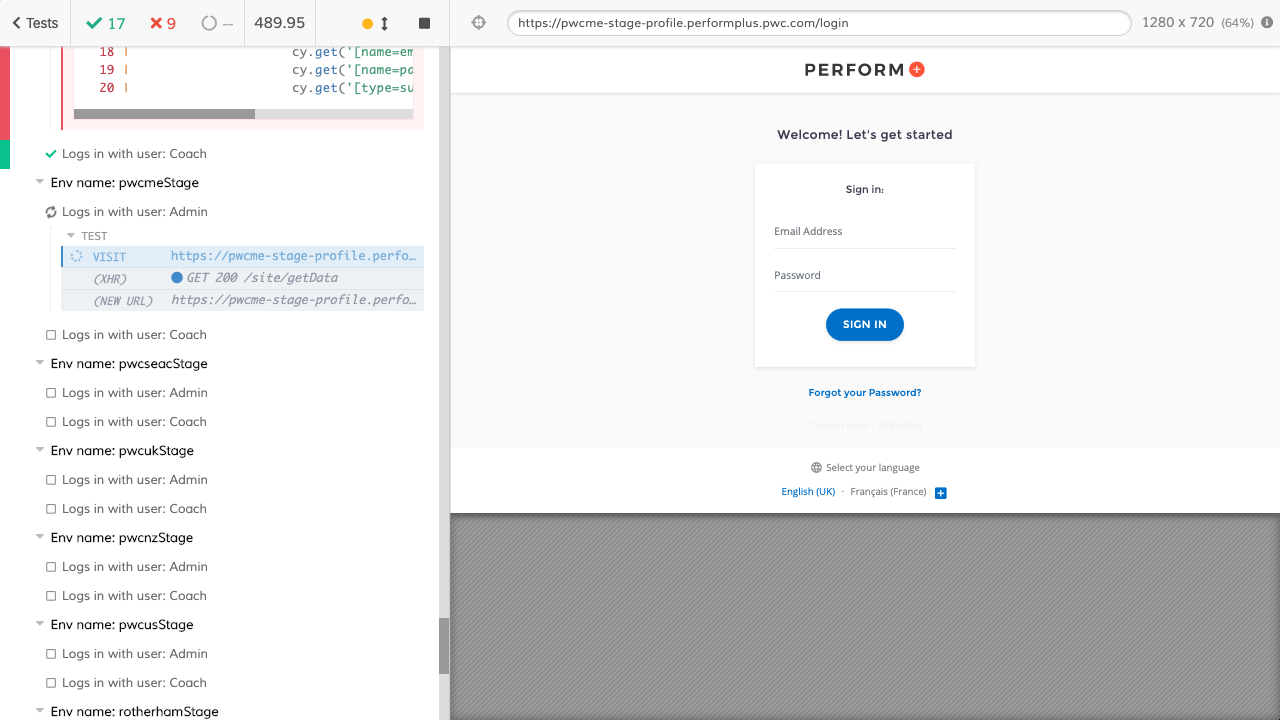 Tests
17
9
--
489.95
https://pwcme-stage-profile.performplus.pwc.com/login
1280 x 720 (64%)
18 | cy.get('[name=em
19 | cy.get('[name=pa
20 | cy.get('[type=su
Logs in with user: Coach
Env name: pwcmeStage
Logs in with user: Admin
TEST
VISIT https://pwcme-stage-profile.perfo...
(XHR) GET 200 /site/getData
(NEW URL) https://pwcme-stage-profile.perfo...
Logs in with user: Coach
Env name: pwcseacStage
Logs in with user: Admin
Logs in with user: Coach
Env name: pwcukStage
Logs in with user: Admin
Logs in with user: Coach
Env name: pwcnzStage
Logs in with user: Admin
Logs in with user: Coach
Env name: pwcusStage
Logs in with user: Admin
Logs in with user: Coach
Env name: rotherhamStage
PERFORM+
Welcome! Let's get started
Sign in:
Email Address
Password
SIGN IN
Forgot your Password?
Select your language
English (UK) · Français (France) +